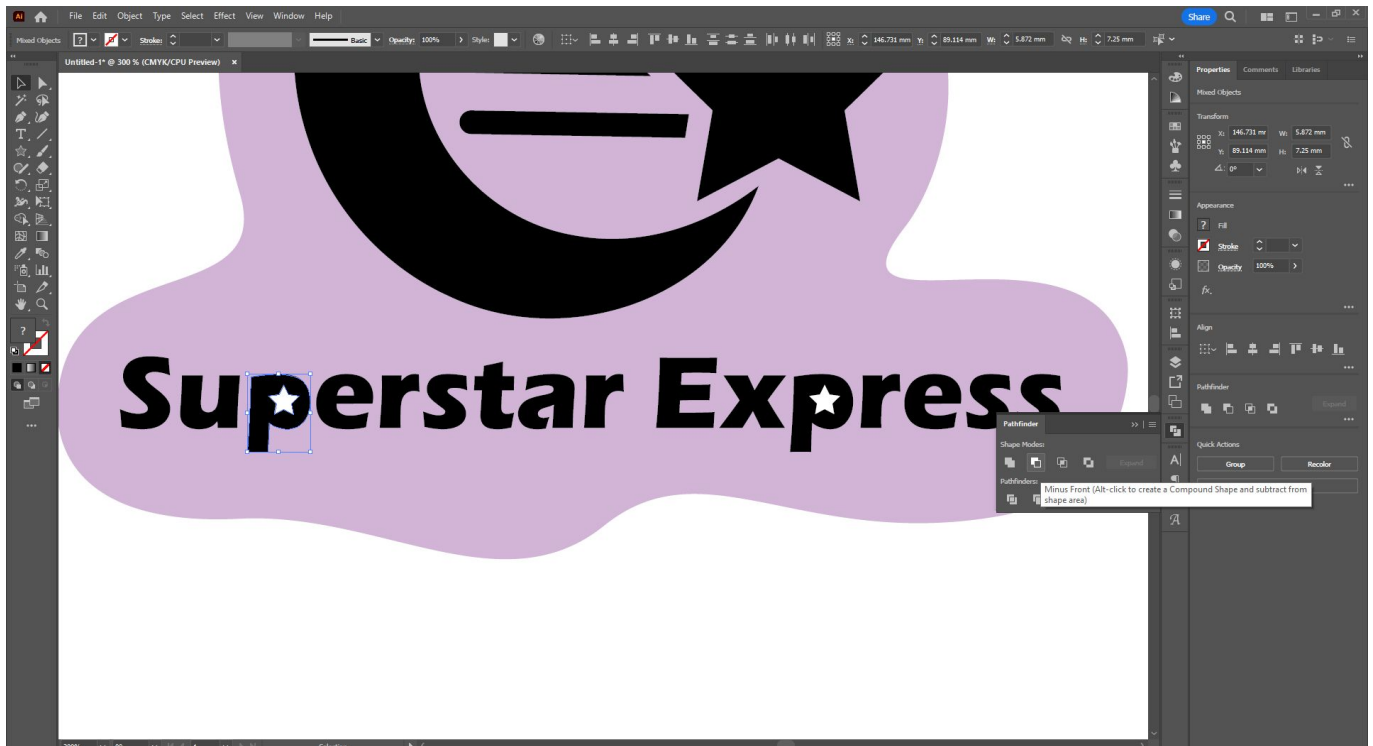 Ai File Edit Object Type Select Effect View Window Help Share
Mixed Objects ? Stroke: Basic Opacity: 100% Style: X: 146.731 mm Y: 89.114 mm W: 5.872 mm H: 7.25 mm
Untitled-1* @ 300 % (CMYK/CPU Preview) ×
Properties Comments Libraries
Mixed Objects
Transform
X: 146.731 mr W: 5.872 mm
Y: 89.114 mm H: 7.25 mm
0°
Appearance
? Fill
Stroke
Opacity 100%
fx.
Align
Pathfinder
Expand
Quick Actions
Group Recolor
?
Superstar Express
Pathfinder
Shape Modes:
Expand
Pathfinders:
Minus Front (Alt-click to create a Compound Shape and subtract from
shape area)
Selection